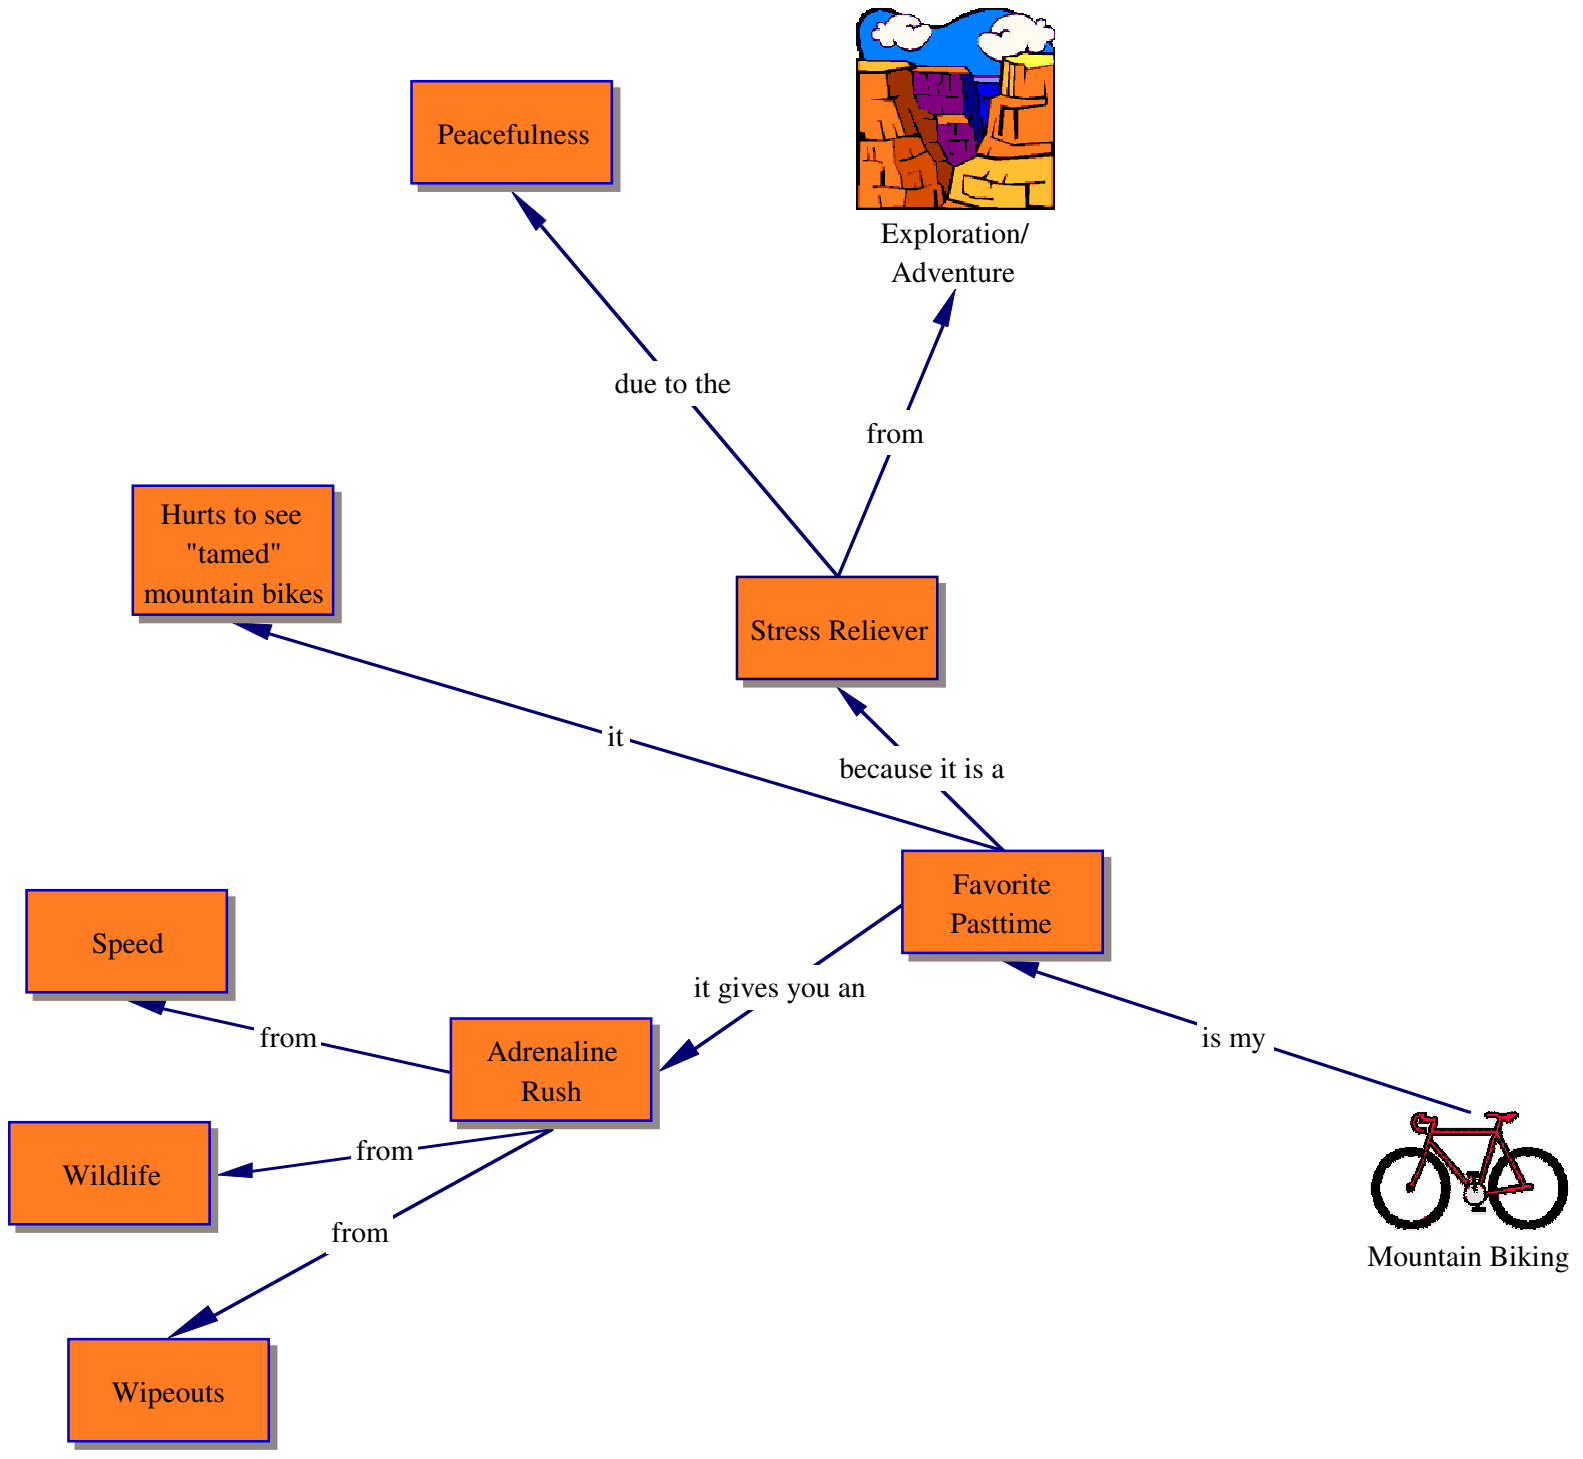 Peacefulness
Exploration/
Adventure
due to the
from
Hurts to see
"tamed"
mountain bikes
Stress Reliever
it
because it is a
Favorite
Pasttime
Speed
it gives you an
from
is my
Adrenaline
Rush
from
Wildlife
from
Mountain Biking
Wipeouts